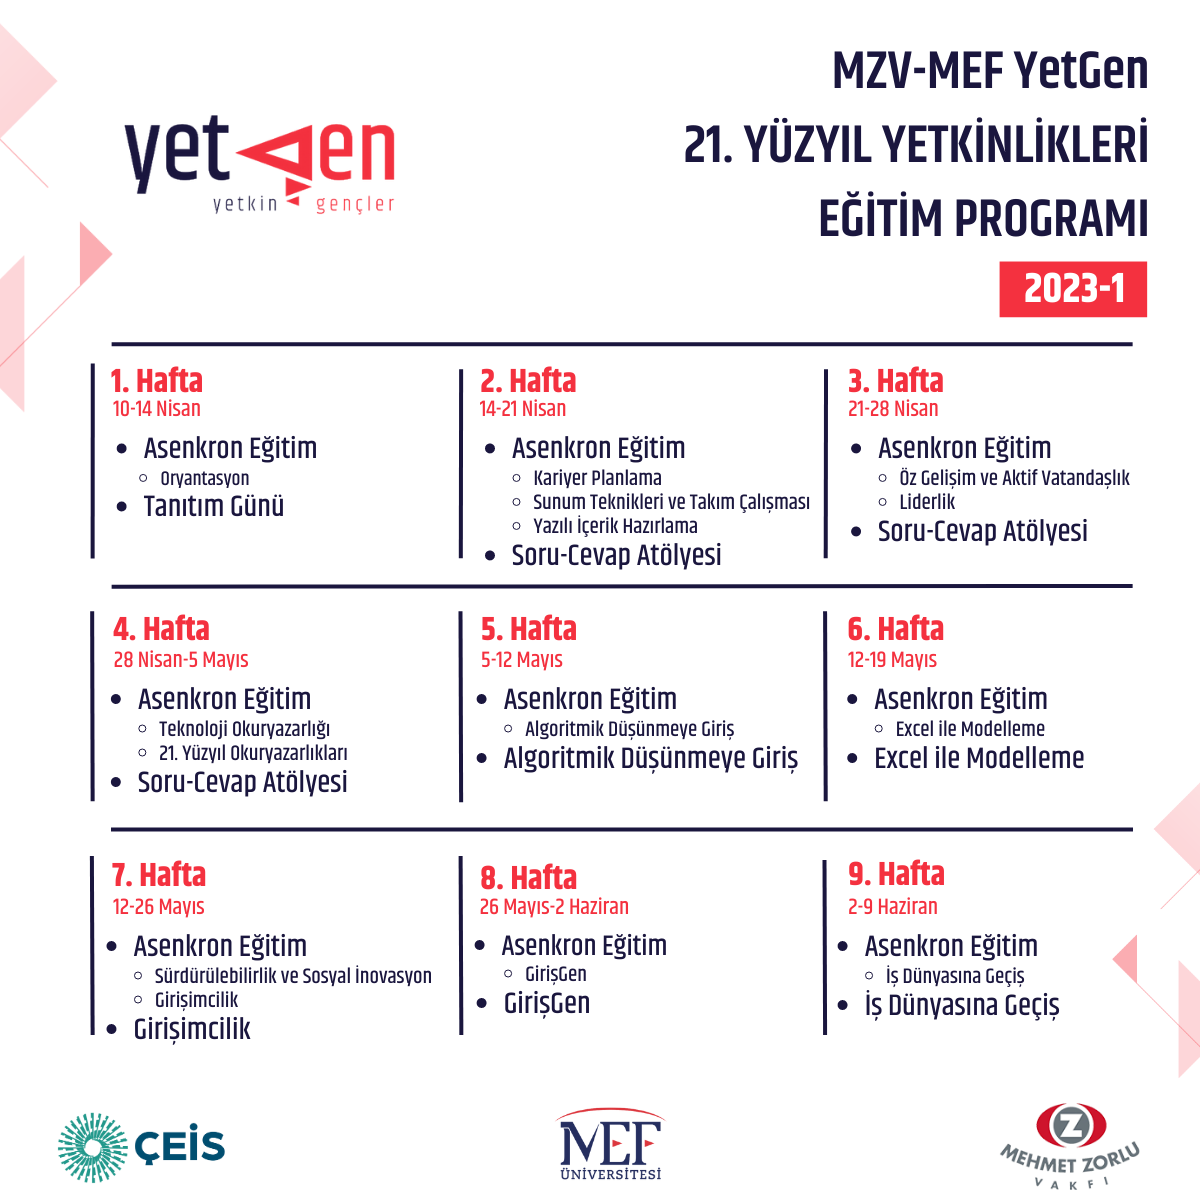 yetgen
yetkin gençler
MZV-MEF YetGen
21. YÜZYIL YETKİNLİKLERİ
EĞİTİM PROGRAMI
2023-1
1. Hafta
10-14 Nisan
Asenkron Eğitim
Oryantasyon
Tanıtım Günü
2. Hafta
14-21 Nisan
Asenkron Eğitim
Kariyer Planlama
Sunum Teknikleri ve Takım Çalışması
Yazılı İçerik Hazırlama
Soru-Cevap Atölyesi
3. Hafta
21-28 Nisan
Asenkron Eğitim
Öz Gelişim ve Aktif Vatandaşlık
Liderlik
Soru-Cevap Atölyesi
4. Hafta
28 Nisan-5 Mayıs
Asenkron Eğitim
Teknoloji Okuryazarlığı
21. Yüzyıl Okuryazarlıkları
Soru-Cevap Atölyesi
5. Hafta
5-12 Mayıs
Asenkron Eğitim
Algoritmik Düşünmeye Giriş
Algoritmik Düşünmeye Giriş
6. Hafta
12-19 Mayıs
Asenkron Eğitim
Excel ile Modelleme
Excel ile Modelleme
7. Hafta
12-26 Mayıs
Asenkron Eğitim
Sürdürülebilirlik ve Sosyal İnovasyon
Girişimcilik
Girişimcilik
8. Hafta
26 Mayıs-2 Haziran
Asenkron Eğitim
GirişGen
GirişGen
9. Hafta
2-9 Haziran
Asenkron Eğitim
İş Dünyasına Geçiş
İş Dünyasına Geçiş
ÇEİS
MEF
ÜNİVERSİTESİ
Z
MEHMET ZORLU
VAKFI